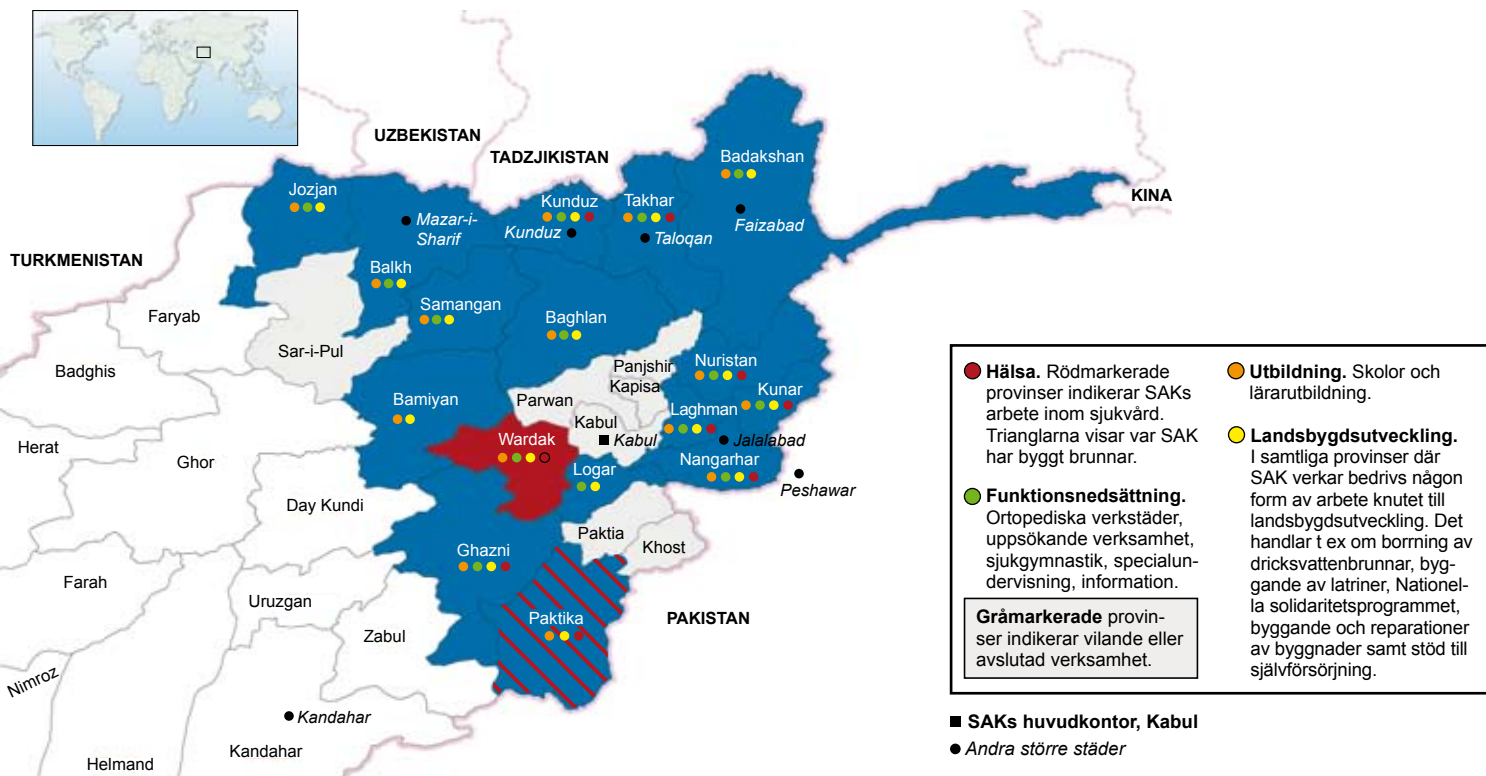 UZBEKISTAN
TADZJIKISTAN
Badakshan
KINA
Jozjan
Kunduz
Takhar
Mazar-i-
Sharif
Kunduz
Taloqan
Faizabad
TURKMENISTAN
Balkh
Samangan
Baghlan
Faryab
Sar-i-Pul
Badghis
Panjshir
Kapisa
Nuristan
Kunar
Bamiyan
Parwan
Laghman
Kabul
Kabul
Jalalabad
Herat
Ghor
Wardak
Logar
Nangarhar
Peshawar
Day Kundi
Paktia
Khost
Ghazni
Farah
Uruzgan
Zabul
Paktika
PAKISTAN
Nimroz
Kandahar
Kandahar
Helmand
Hälsa. Rödmarkerade
provinser indikerar SAKs
arbete inom sjukvård.
Trianglarna visar var SAK
har byggt brunnar.
Funktionsnedsättning.
Ortopediska verkstäder,
uppsökande verksamhet,
sjukgymnastik, specialun-
dervisning, information.
Gråmarkerade provin-
ser indikerar vilande eller
avslutad verksamhet.
Utbildning. Skolor och
lärarutbildning.
Landsbygdsutveckling.
I samtliga provinser där
SAK verkar bedrivs någon
form av arbete knutet till
landsbygdsutveckling. Det
handlar t ex om borrning av
dricksvattenbrunnar, byg-
gande av latriner, Nationel-
la solidaritetsprogrammet,
byggande och reparationer
av byggnader samt stöd till
självförsörjning.
SAKs huvudkontor, Kabul
Andra större städer